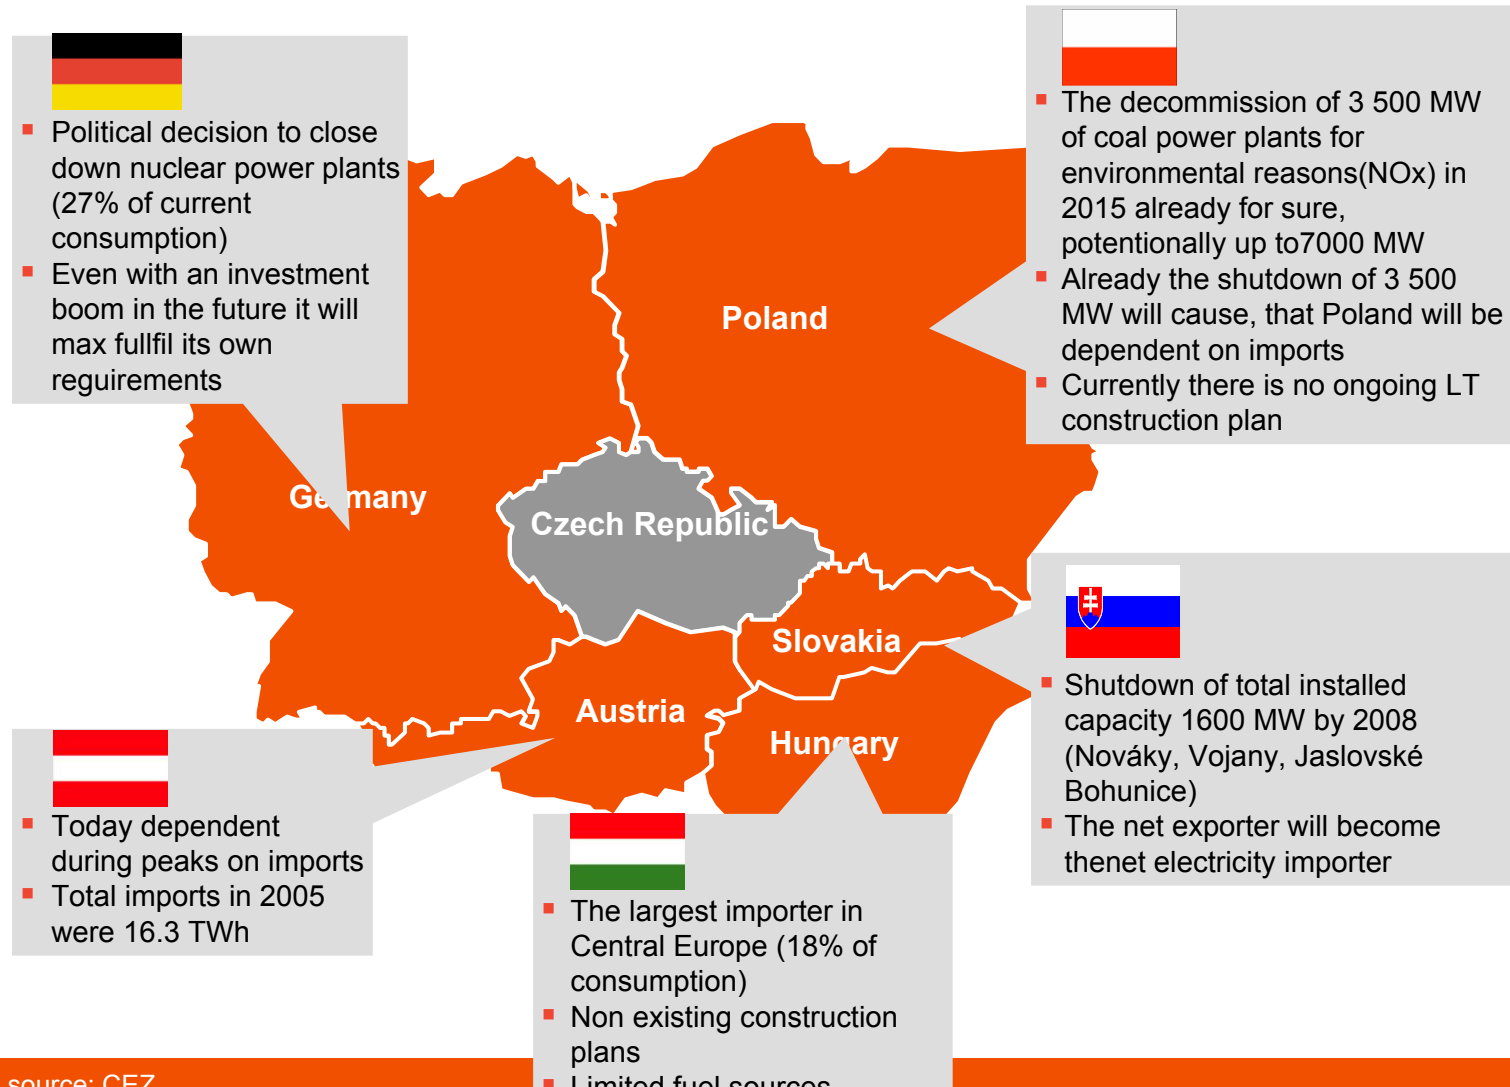 Political decision to close
down nuclear power plants
(27% of current
consumption)
Even with an investment
boom in the future it will
max fullfil its own
reguirements
The decommission of 3 500 MW
of coal power plants for
environmental reasons(NOx) in
2015 already for sure,
potentially up to7000 MW
Already the shutdown of 3 500
MW will cause, that Poland will be
dependent on imports
Currently there is no ongoing LT
construction plan
Poland
Germany
Czech Republic
Slovakia
Austria
Hungary
Shutdown of total installed
capacity 1600 MW by 2008
(Nováky, Vojany, Jaslovské
Bohunice)
The net exporter will become
thenet electricity importer
Today dependent
during peaks on imports
Total imports in 2005
were 16.3 TWh
The largest importer in
Central Europe (18% of
consumption)
Non existing construction
plans
Limited fuel sources
source: CEZ